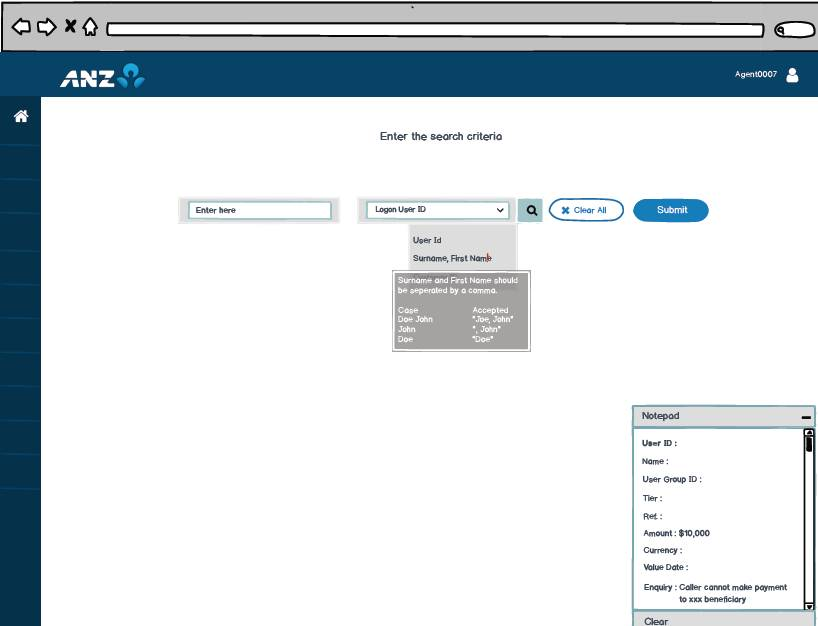 ANZ
Agent0007
Enter the search criteria
Enter here
Logon User ID
Clear All
Submit
User Id
Surname, First Name
Surname and First Name should
be seperated by a comma.
Case Accepted
Doe John "Joe, John"
John ", John"
Doe "Doe"
Notepad
User ID :
Name :
User Group ID :
Tier :
Ref. :
Amount : $10,000
Currency :
Value Date :
Enquiry : Caller cannot make payment
to xxx beneficiary
Clear